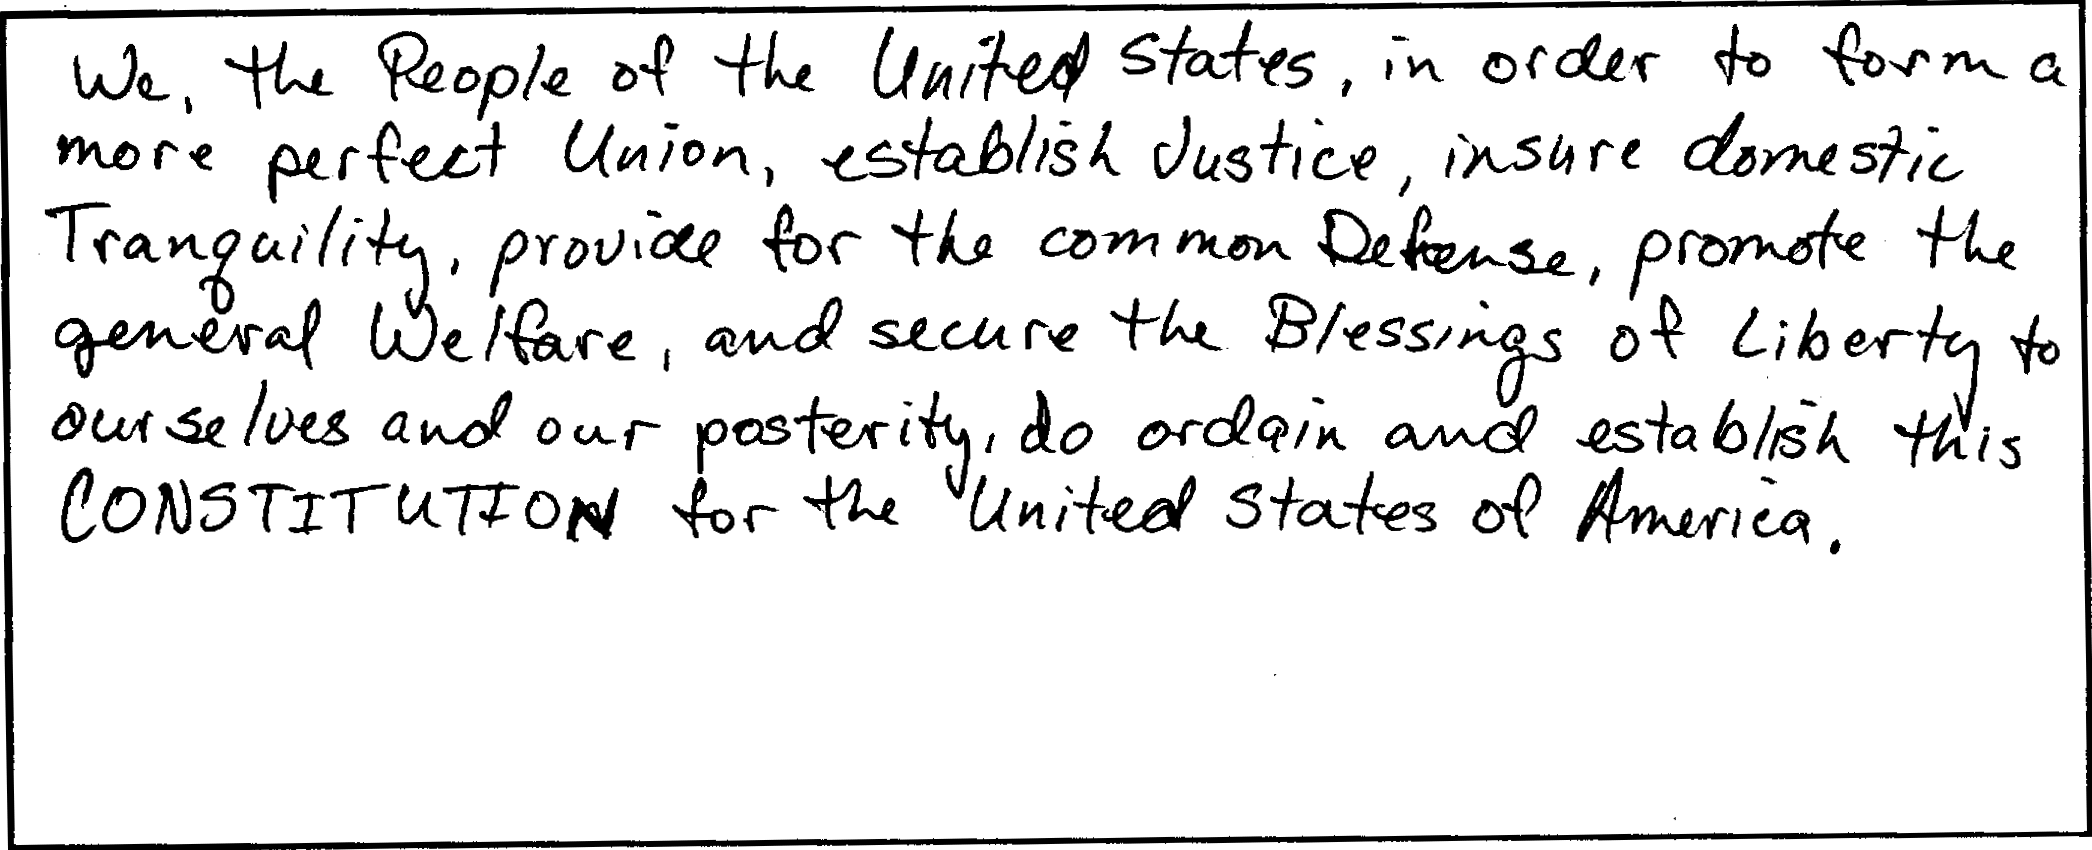 We, the People of the United States, in order to form a
more perfect Union, establish Justice, insure domestic
Tranquility, provide for the common Defense, promote the
general Welfare, and secure the Blessings of Liberty to
ourselves and our posterity, do ordain and establish this
CONSTITUTION for the United States of America.